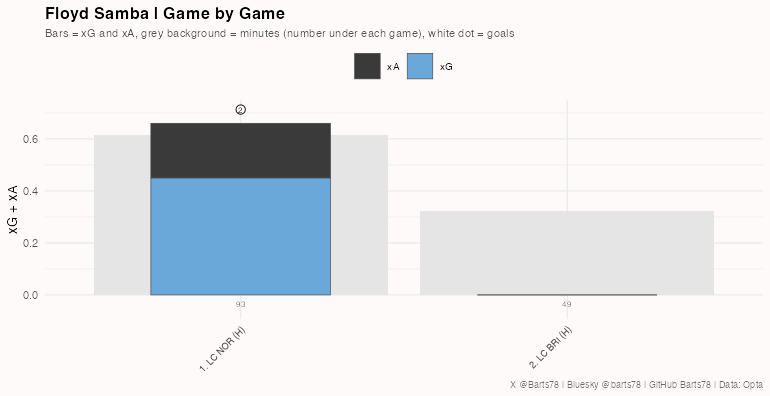 Floyd Samba | Game by Game
Bars = xG and xA, grey background = minutes (number under each game), white dot = goals
xA xG
2
xG + xA
0.6
0.4
0.2
0.0
93 49
1. LC NOR (H) 2. LC BRI (H)
X @Barts78 | Bluesky @barts78 | GitHub Barts78 | Data: Opta